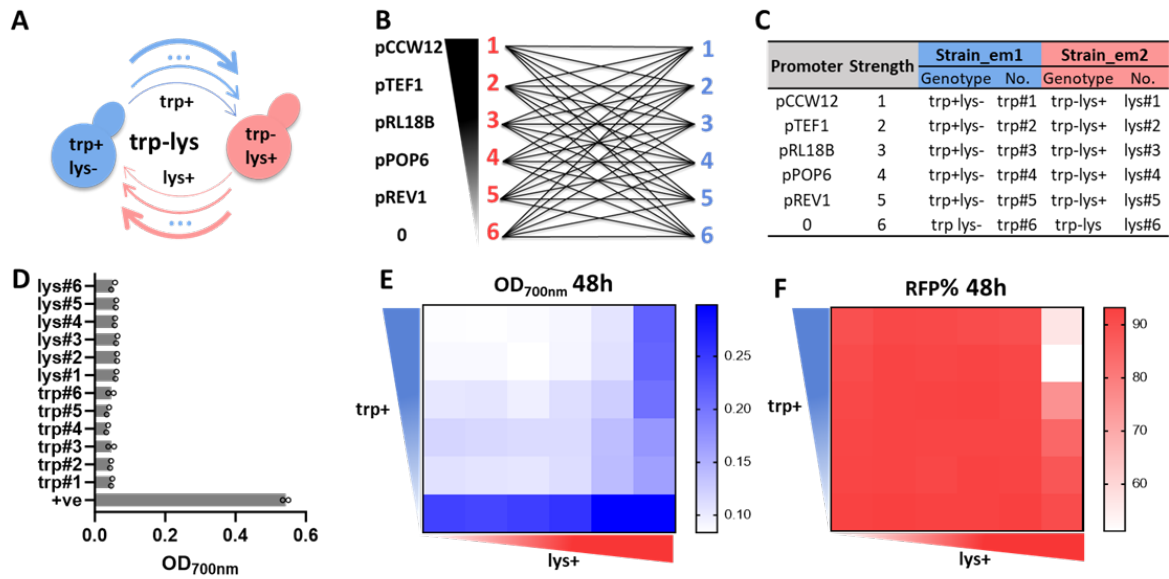 A
trp+
trp-lys
lys+
trp+
lys-
trp-
lys+
B
pCCW12
pTEF1
pRL18B
pPOP6
pREV1
0
1
2
3
4
5
6
1
2
3
4
5
6
C
Promoter Strength Strain_em1 Strain_em2
Genotype No. Genotype No.
pCCW12 1 trp+lys- trp#1 trp-lys+ lys#1
pTEF1 2 trp+lys- trp#2 trp-lys+ lys#2
pRL18B 3 trp+lys- trp#3 trp-lys+ lys#3
pPOP6 4 trp+lys- trp#4 trp-lys+ lys#4
pREV1 5 trp+lys- trp#5 trp-lys+ lys#5
0 6 trp lys- trp#6 trp-lys lys#6
D
lys#6
lys#5
lys#4
lys#3
lys#2
lys#1
trp#6
trp#5
trp#4
trp#3
trp#2
trp#1
+ve
0.0 0.2 0.4 0.6
OD700nm
E
OD700nm 48h
trp+
lys+
0.25
0.20
0.15
0.10
F
RFP% 48h
trp+
lys+
90
80
70
60